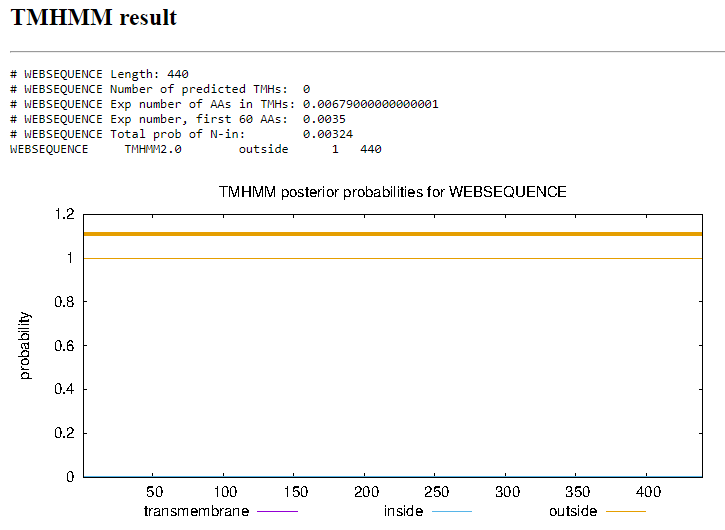 TMHMM result
# WEBSEQUENCE Length: 440
# WEBSEQUENCE Number of predicted TMHs:  0
# WEBSEQUENCE Exp number of AAs in TMHs: 0.00679000000000001
# WEBSEQUENCE Exp number, first 60 AAs:  0.0035
# WEBSEQUENCE Total prob of N-in:        0.00324
WEBSEQUENCE     TMHMM2.0        outside      1   440
TMHMM posterior probabilities for WEBSEQUENCE
1.2
1
0.8
0.6
0.4
0.2
0
probability
50 100 150 200 250 300 350 400
transmembrane inside outside